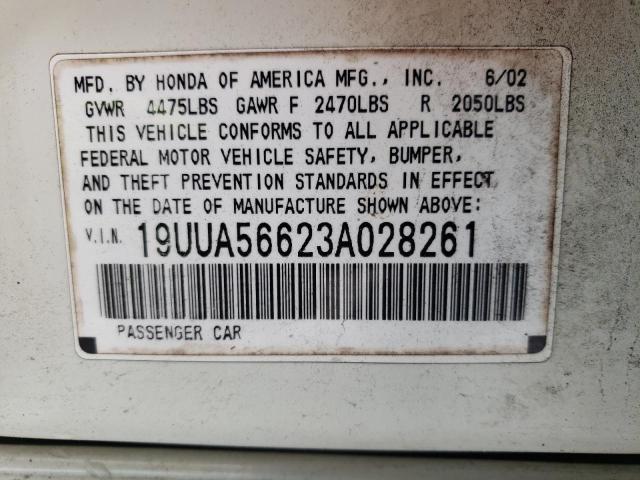 MFD. BY HONDA OF AMERICA MFG., INC. 6/02
GVWR 4475LBS GAWR F 2470LBS R 2050LBS
THIS VEHICLE CONFORMS TO ALL APPLICABLE
FEDERAL MOTOR VEHICLE SAFETY, BUMPER,
AND THEFT PREVENTION STANDARDS IN EFFECT
ON THE DATE OF MANUFACTURE SHOWN ABOVE:
V.I.N. 19UUA56623A028261
PASSENGER CAR